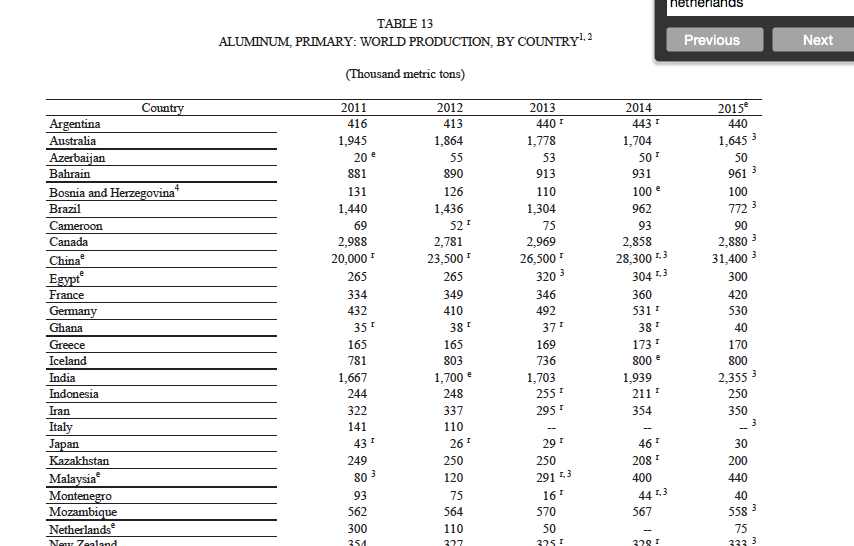 netherlands
Previous Next
TABLE 13
ALUMINUM, PRIMARY: WORLD PRODUCTION, BY COUNTRY1, 2
(Thousand metric tons)
Country 2011 2012 2013 2014 2015e
Argentina 416 413 440 r 443 r 440
Australia 1,945 1,864 1,778 1,704 1,645 3
Azerbaijan 20 e 55 53 50 r 50
Bahrain 881 890 913 931 961 3
Bosnia and Herzegovina4 131 126 110 100 e 100
Brazil 1,440 1,436 1,304 962 772 3
Cameroon 69 52 r 75 93 90
Canada 2,988 2,781 2,969 2,858 2,880 3
Chinae 20,000 r 23,500 r 26,500 r 28,300 r, 3 31,400 3
Egypte 265 265 320 3 304 r, 3 300
France 334 349 346 360 420
Germany 432 410 492 531 r 530
Ghana 35 r 38 r 37 r 38 r 40
Greece 165 165 169 173 r 170
Iceland 781 803 736 800 e 800
India 1,667 1,700 e 1,703 1,939 2,355 3
Indonesia 244 248 255 r 211 r 250
Iran 322 337 295 r 354 350
Italy 141 110 -- -- -- 3
Japan 43 r 26 r 29 r 46 r 30
Kazakhstan 249 250 250 208 r 200
Malaysiae 80 3 120 291 r, 3 400 440
Montenegro 93 75 16 r 44 r, 3 40
Mozambique 562 564 570 567 558 3
Netherlandse 300 110 50 -- 75
New Zealand 354 327 325 r 328 r 333 3